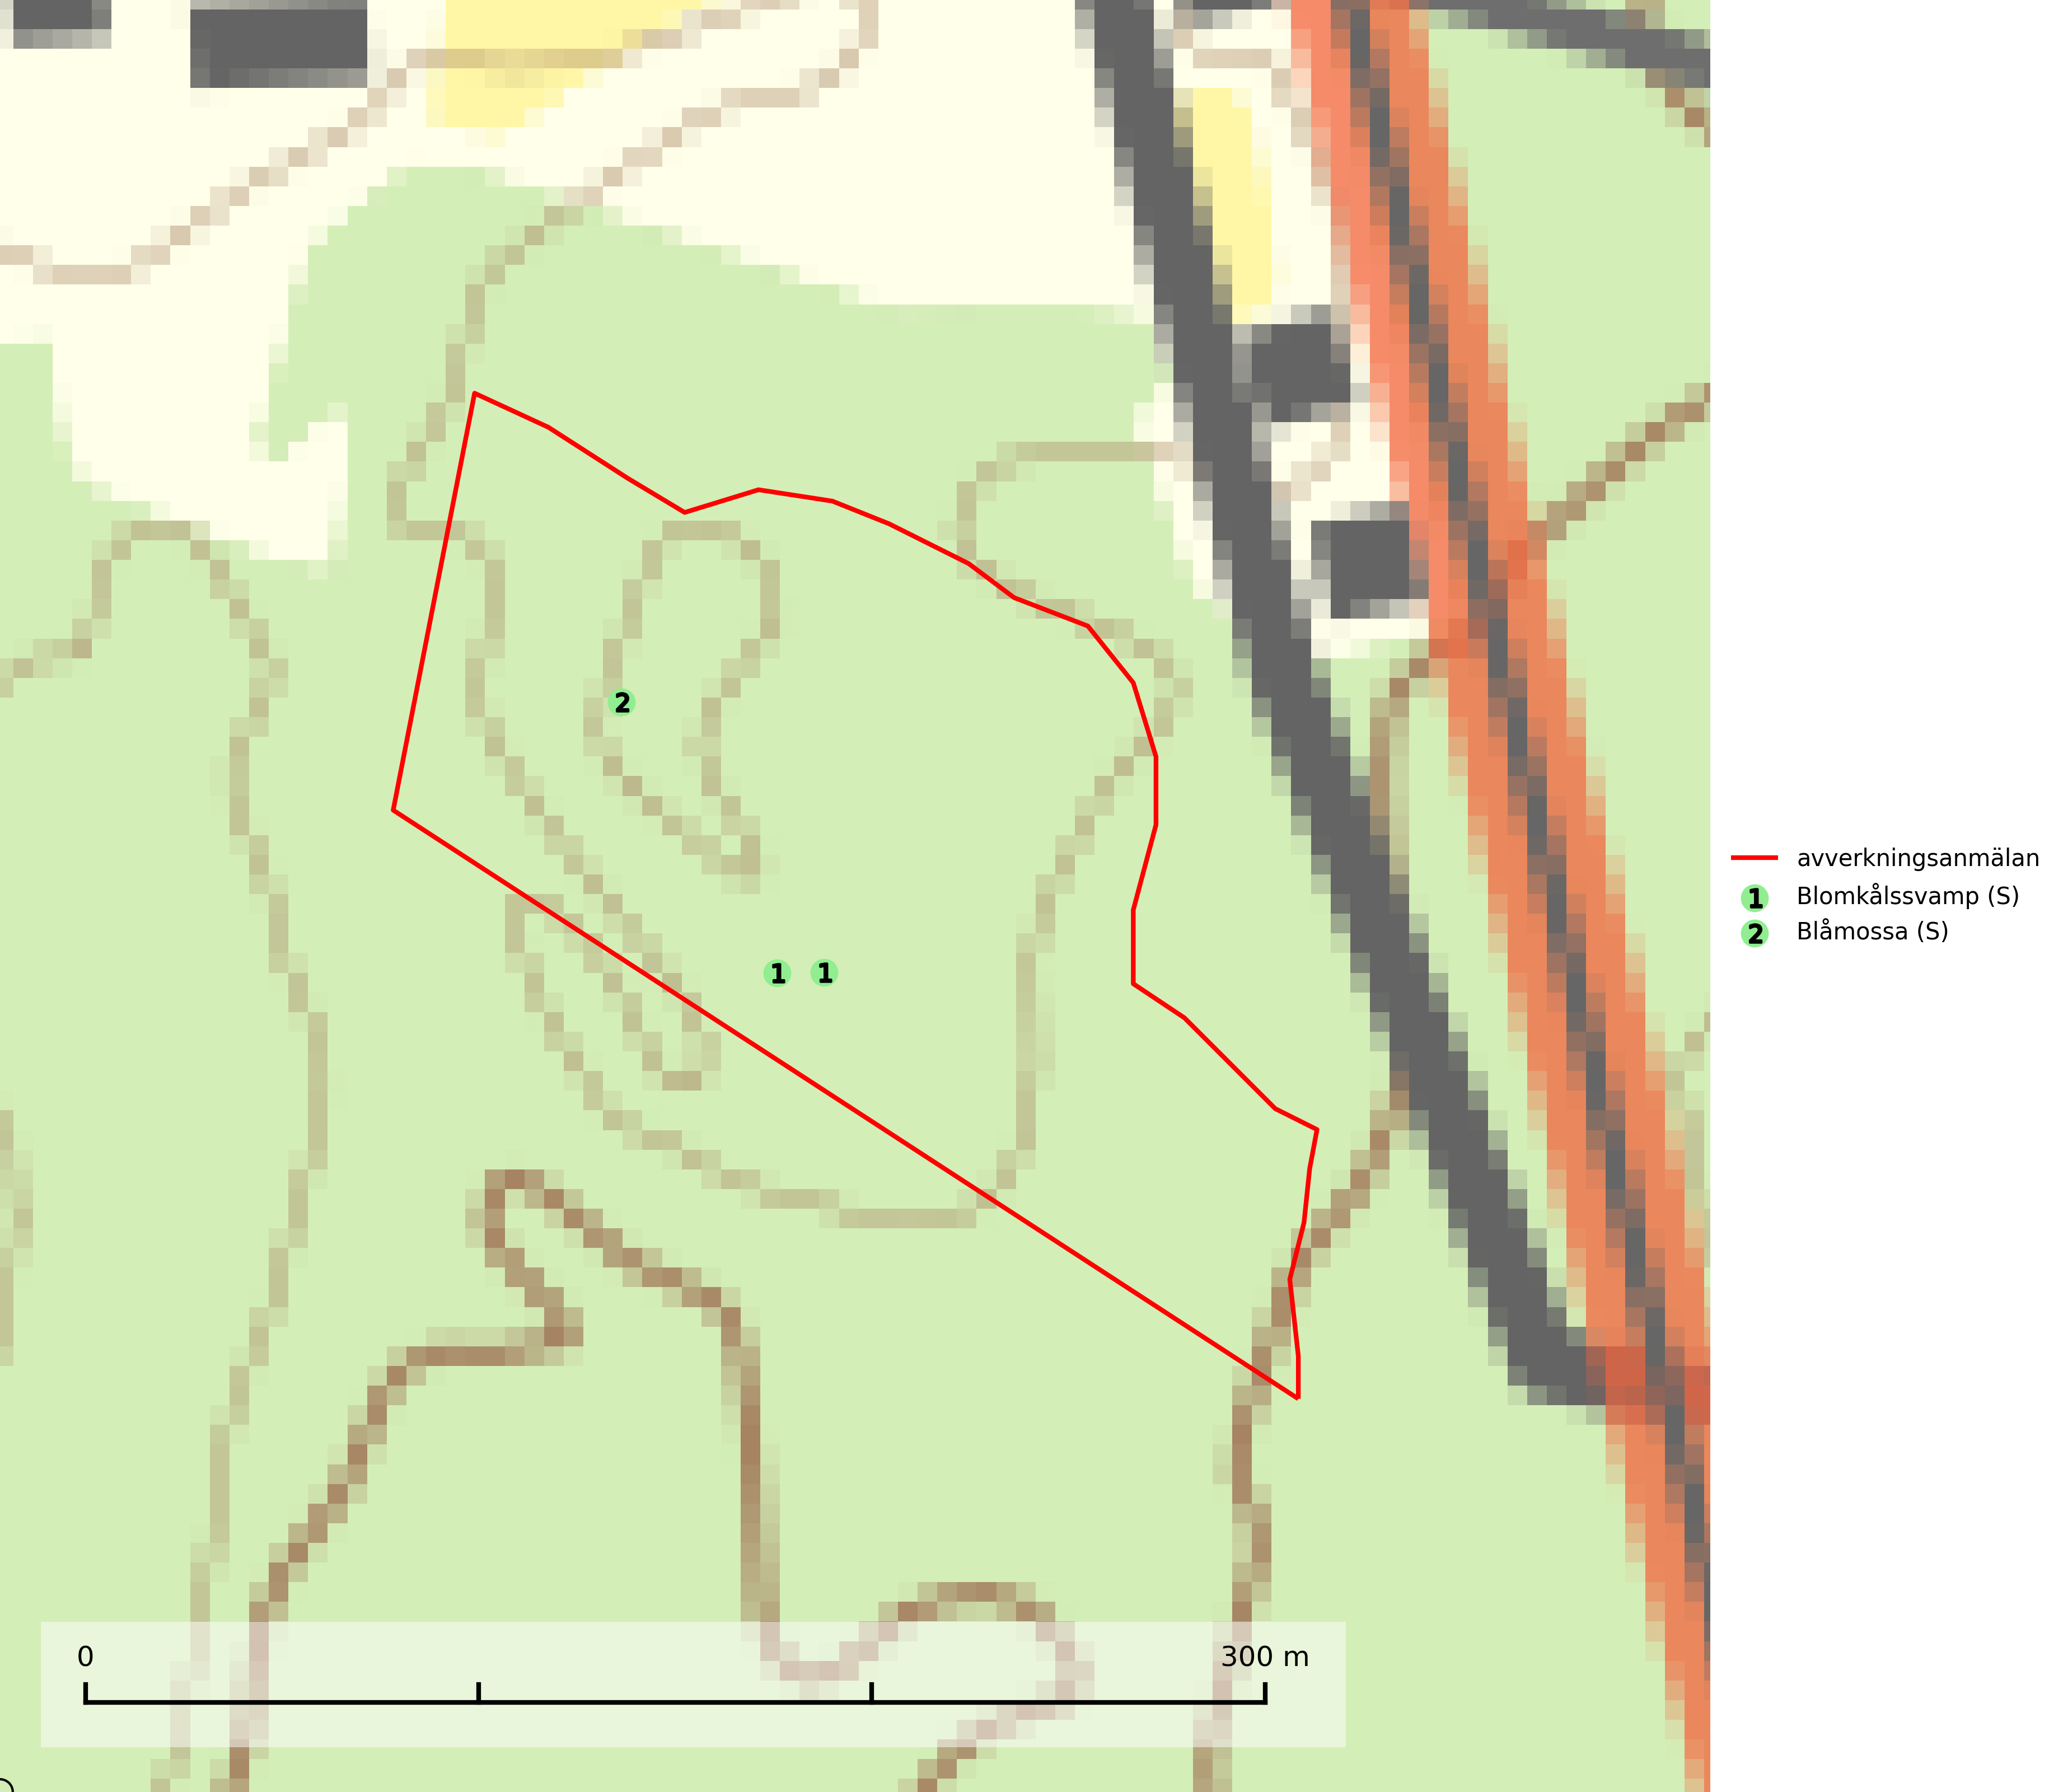 2
1 1
avverkningsanmälan
1 Blomkålssvamp (S)
2 Blåmossa (S)
0 300 m